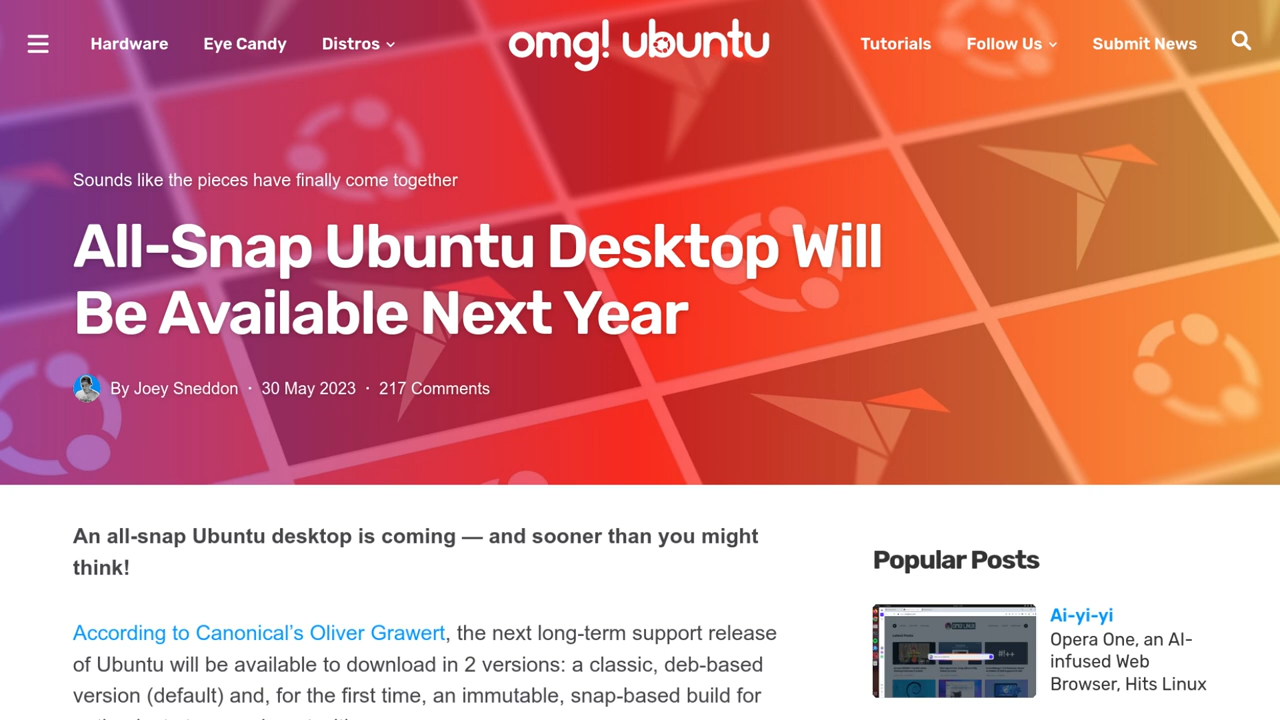 Hardware
Eye Candy
Distros
omg! ubuntu
Tutorials
Follow Us
Submit News
Sounds like the pieces have finally come together
All-Snap Ubuntu Desktop Will
Be Available Next Year
By Joey Sneddon · 30 May 2023 · 217 Comments
An all-snap Ubuntu desktop is coming — and sooner than you might
think!
According to Canonical’s Oliver Grawert, the next long-term support release
of Ubuntu will be available to download in 2 versions: a classic, deb-based
version (default) and, for the first time, an immutable, snap-based build for
Popular Posts
Ai-yi-yi
Opera One, an AI-
infused Web
Browser, Hits Linux